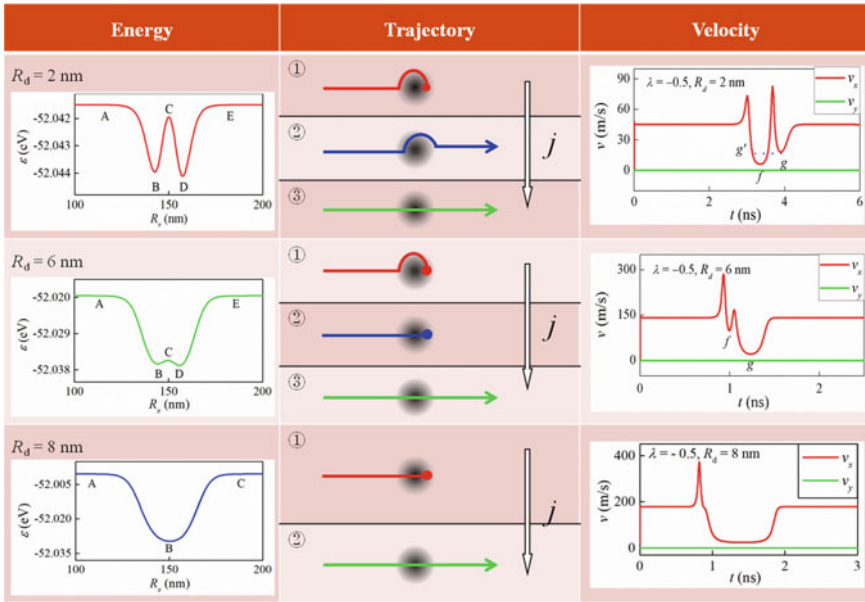 Energy
Trajectory
Velocity
R_d = 2 nm
ε (eV)
-52.042
-52.043
-52.044
A
B
C
D
E
100
150
200
R_x (nm)
①
②
③
j
λ = -0.5, R_d = 2 nm
v_x
v_y
v (m/s)
90
60
30
0
g'
f
g
0
2
4
6
t (ns)
R_d = 6 nm
ε (eV)
-52.020
-52.029
-52.038
A
B
C
D
E
100
150
200
R_x (nm)
①
②
③
j
λ = -0.5, R_d = 6 nm
v_x
v_y
v (m/s)
300
150
0
f
g
0
1
2
t (ns)
R_d = 8 nm
ε (eV)
-52.005
-52.020
-52.035
A
B
C
100
150
200
R_x (nm)
①
②
j
λ = - 0.5, R_d = 8 nm
v_x
v_y
v (m/s)
400
200
0
0
1
2
3
t (ns)